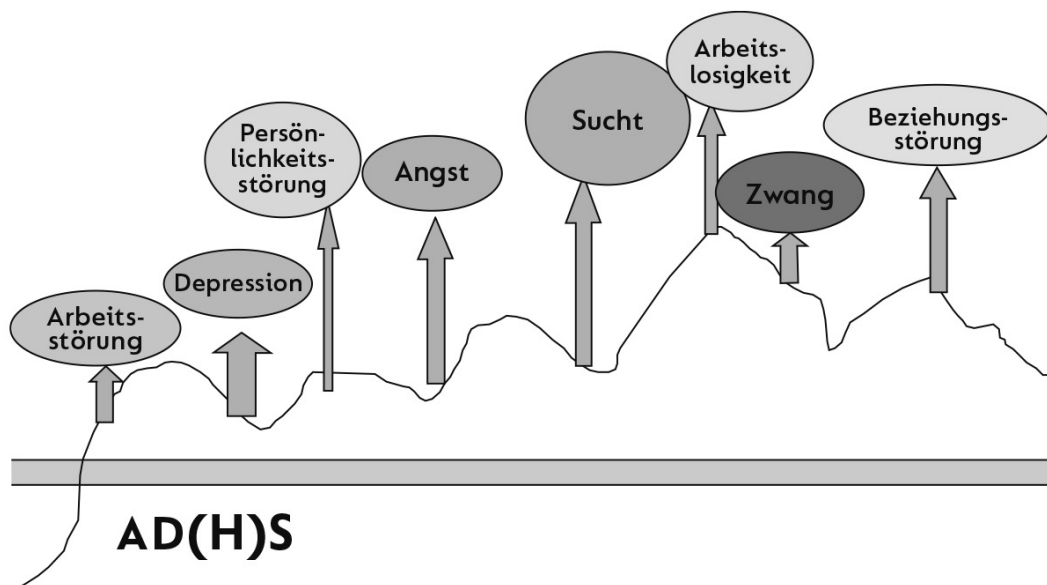 Arbeits-
störung
Depression
Persön-
lichkeits-
störung
Angst
Sucht
Arbeits-
losigkeit
Zwang
Beziehungs-
störung
AD(H)S